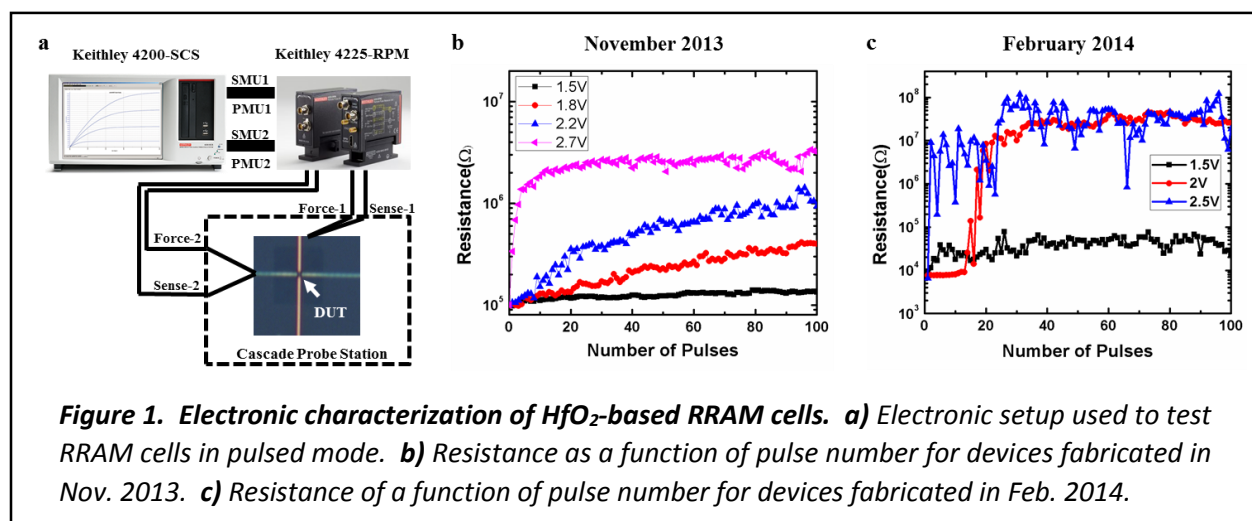 a
Keithley 4200-SCS
Keithley 4225-RPM
SMU1
PMU1
SMU2
PMU2
Force-1
Sense-1
Force-2
Sense-2
DUT
Cascade Probe Station
b
November 2013
Resistance(Ω)
10⁷
10⁶
10⁵
1.5V
1.8V
2.2V
2.7V
0 20 40 60 80 100
Number of Pulses
c
February 2014
Resistance(Ω)
10⁸
10⁷
10⁶
10⁵
10⁴
10³
1.5V
2V
2.5V
0 20 40 60 80 100
Number of Pulses
Figure 1. Electronic characterization of HfO₂-based RRAM cells. a) Electronic setup used to test
RRAM cells in pulsed mode. b) Resistance as a function of pulse number for devices fabricated in
Nov. 2013. c) Resistance of a function of pulse number for devices fabricated in Feb. 2014.